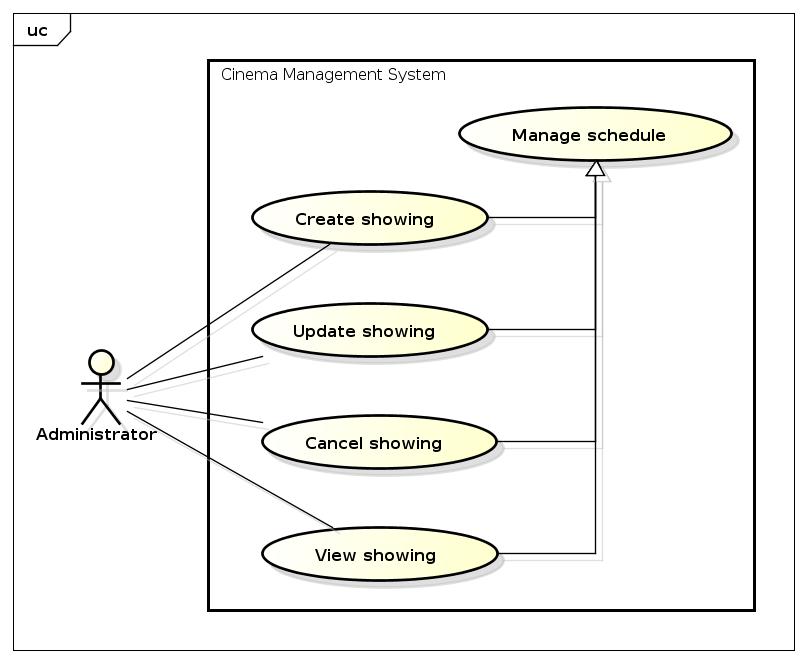 uc
Cinema Management System
Manage schedule
Create showing
Update showing
Administrator
Cancel showing
View showing